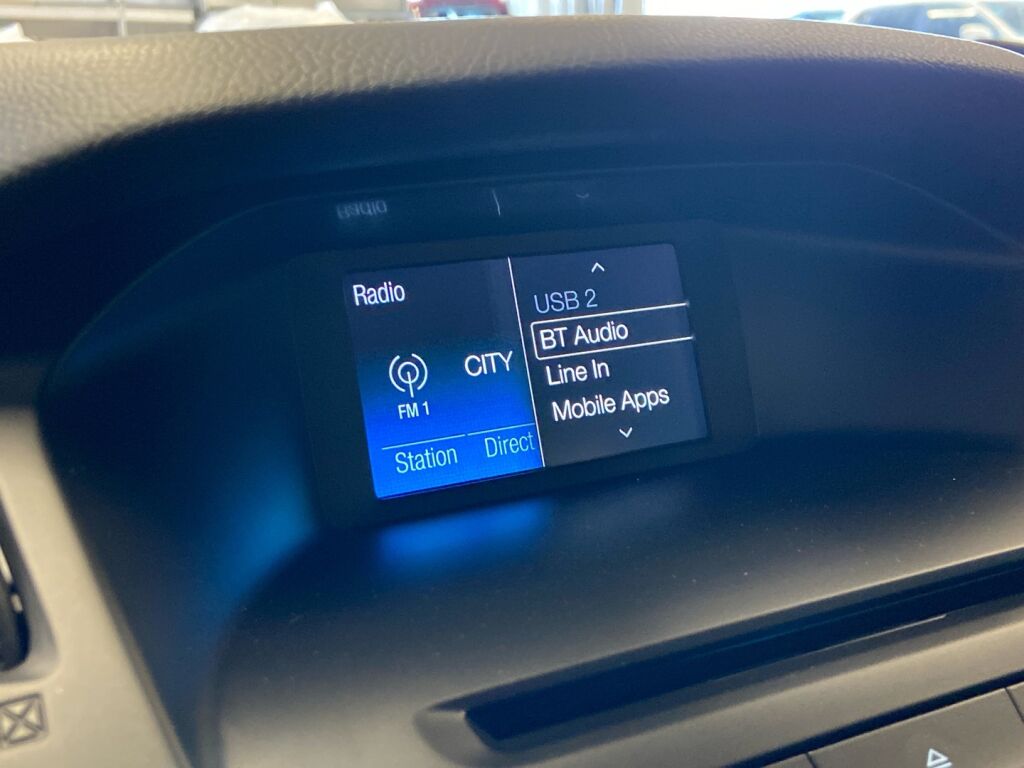 Radio
CITY
FM 1
Station Direct
USB 2
BT Audio
Line In
Mobile Apps